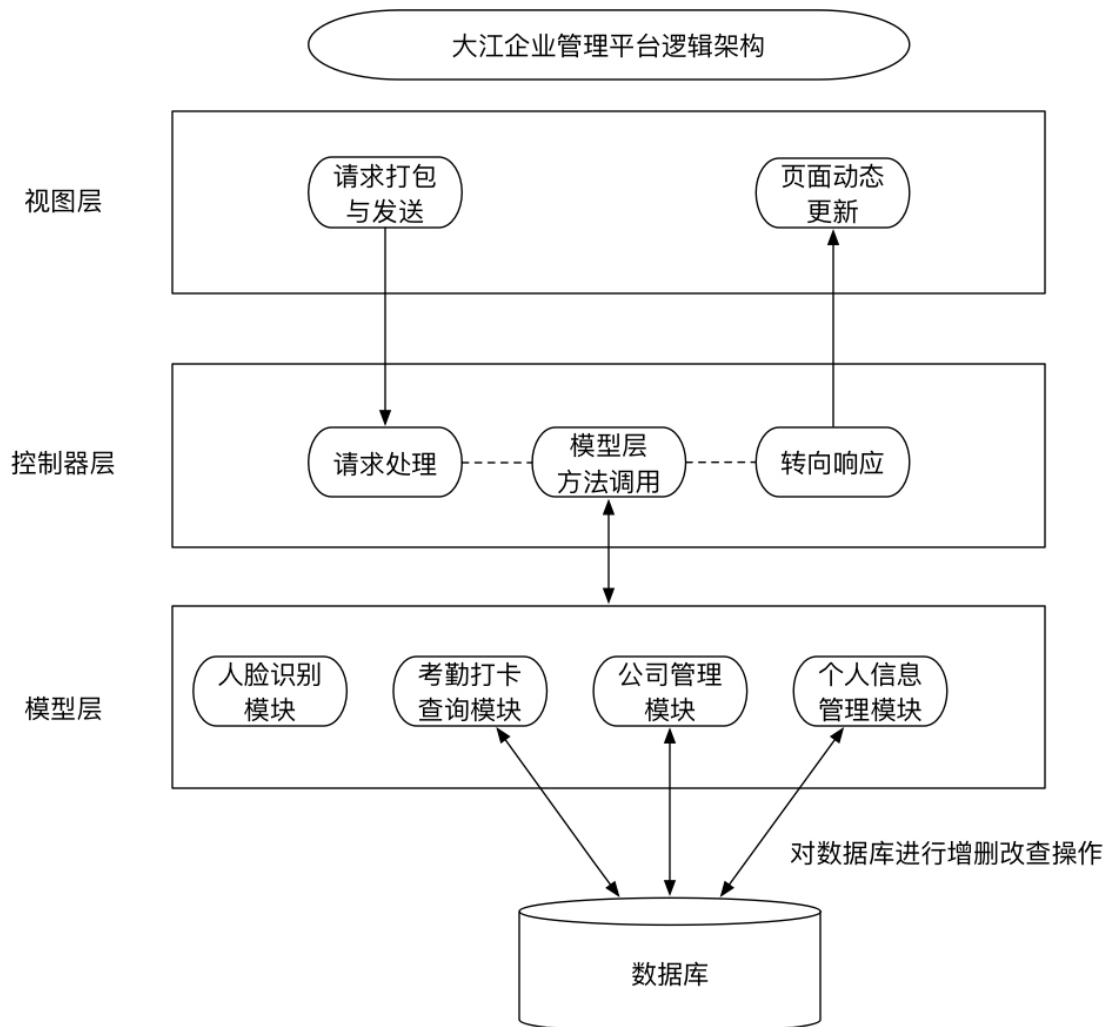 大江企业管理平台逻辑架构
视图层
请求打包
与发送
页面动态
更新
控制器层
请求处理
模型层
方法调用
转向响应
模型层
人脸识别
模块
考勤打卡
查询模块
公司管理
模块
个人信息
管理模块
对数据库进行增删改查操作
数据库